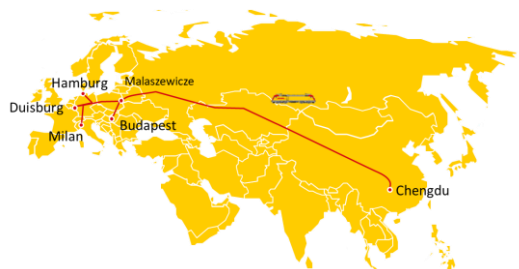 Hamburg
Malaszewicze
Duisburg
Milan
Budapest
Chengdu